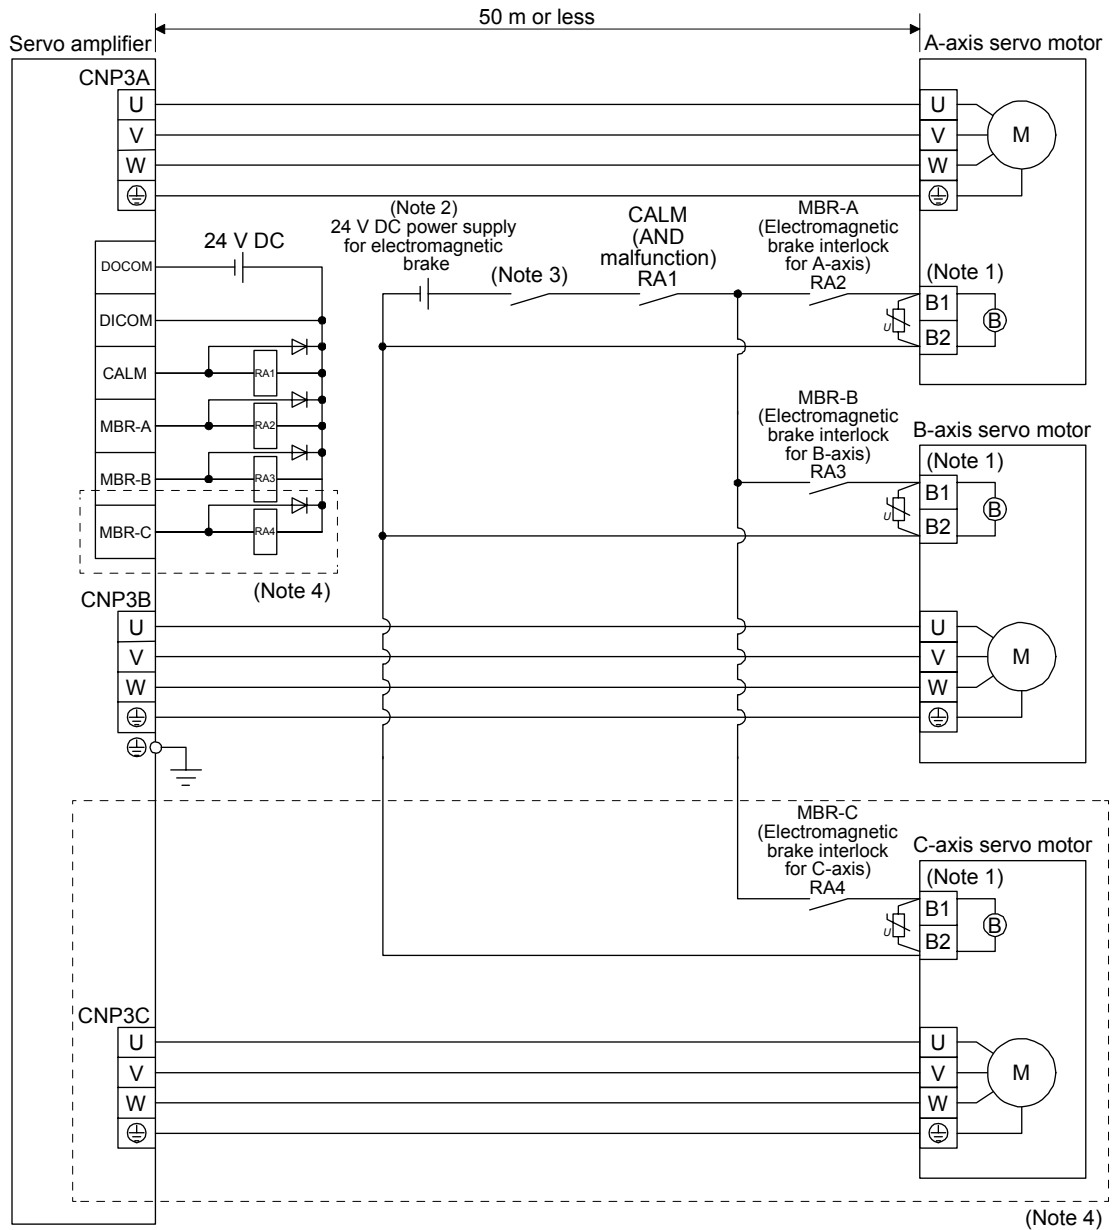 50 m or less
Servo amplifier
A-axis servo motor
CNP3A
U
V
W
U
V
W
M
DOCOM
24 V DC
DICOM
CALM
RA1
MBR-A
RA2
MBR-B
RA3
MBR-C
RA4
(Note 4)
(Note 2)
24 V DC power supply
for electromagnetic
brake
(Note 3)
CALM
(AND
malfunction)
RA1
MBR-A
(Electromagnetic
brake interlock
for A-axis)
RA2
(Note 1)
U
B1
B2
B
MBR-B
(Electromagnetic
brake interlock
for B-axis)
RA3
B-axis servo motor
(Note 1)
U
B1
B2
B
CNP3B
U
V
W
U
V
W
M
MBR-C
(Electromagnetic
brake interlock
for C-axis)
RA4
C-axis servo motor
(Note 1)
U
B1
B2
B
CNP3C
U
V
W
U
V
W
M
(Note 4)